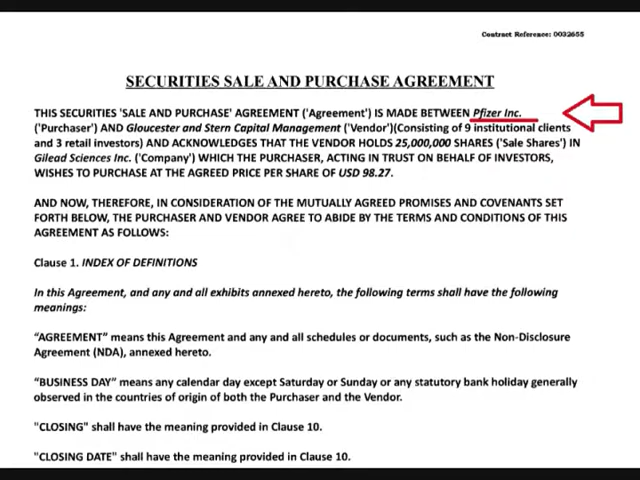 Contract Reference: 0032655
SECURITIES SALE AND PURCHASE AGREEMENT
THIS SECURITIES 'SALE AND PURCHASE' AGREEMENT ('Agreement') IS MADE BETWEEN Pfizer Inc.
('Purchaser') AND Gloucester and Stern Capital Management ('Vendor')(Consisting of 9 institutional clients
and 3 retail investors) AND ACKNOWLEDGES THAT THE VENDOR HOLDS 25,000,000 SHARES ('Sale Shares') IN
Gilead Sciences Inc. ('Company') WHICH THE PURCHASER, ACTING IN TRUST ON BEHALF OF INVESTORS,
WISHES TO PURCHASE AT THE AGREED PRICE PER SHARE OF USD 98.27.
AND NOW, THEREFORE, IN CONSIDERATION OF THE MUTUALLY AGREED PROMISES AND COVENANTS SET
FORTH BELOW, THE PURCHASER AND VENDOR AGREE TO ABIDE BY THE TERMS AND CONDITIONS OF THIS
AGREEMENT AS FOLLOWS:
Clause 1. INDEX OF DEFINITIONS
In this Agreement, and any and all exhibits annexed hereto, the following terms shall have the following
meanings:
“AGREEMENT” means this Agreement and any and all schedules or documents, such as the Non-Disclosure
Agreement (NDA), annexed hereto.
“BUSINESS DAY” means any calendar day except Saturday or Sunday or any statutory bank holiday generally
observed in the countries of origin of both the Purchaser and the Vendor.
"CLOSING" shall have the meaning provided in Clause 10.
"CLOSING DATE" shall have the meaning provided in Clause 10.